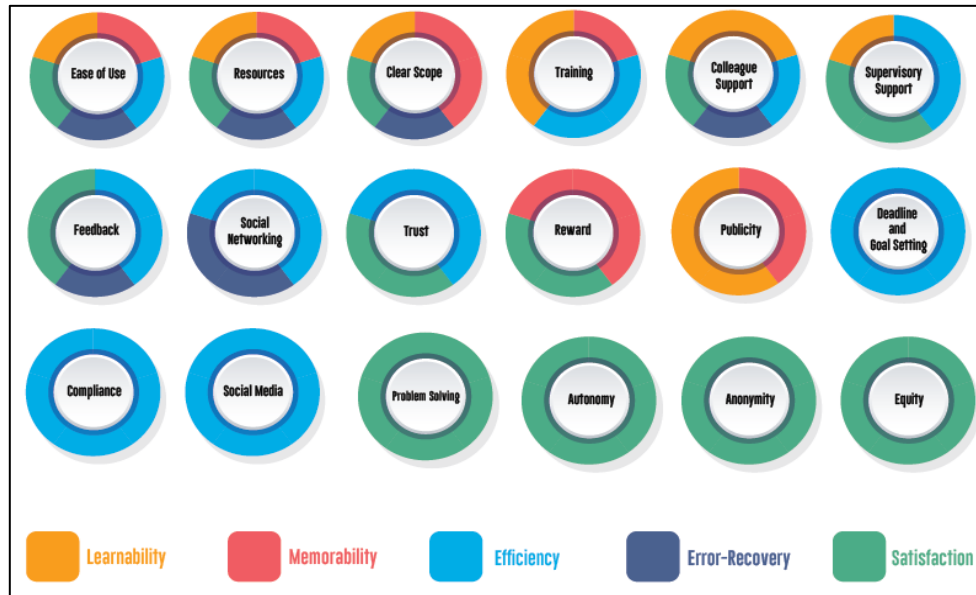 Ease of Use
Resources
Clear Scope
Training
Colleague
Support
Supervisory
Support
Feedback
Social
Networking
Trust
Reward
Publicity
Deadline
and
Goal Setting
Compliance
Social Media
Problem Solving
Autonomy
Anonymity
Equity
Learnability
Memorability
Efficiency
Error-Recovery
Satisfaction